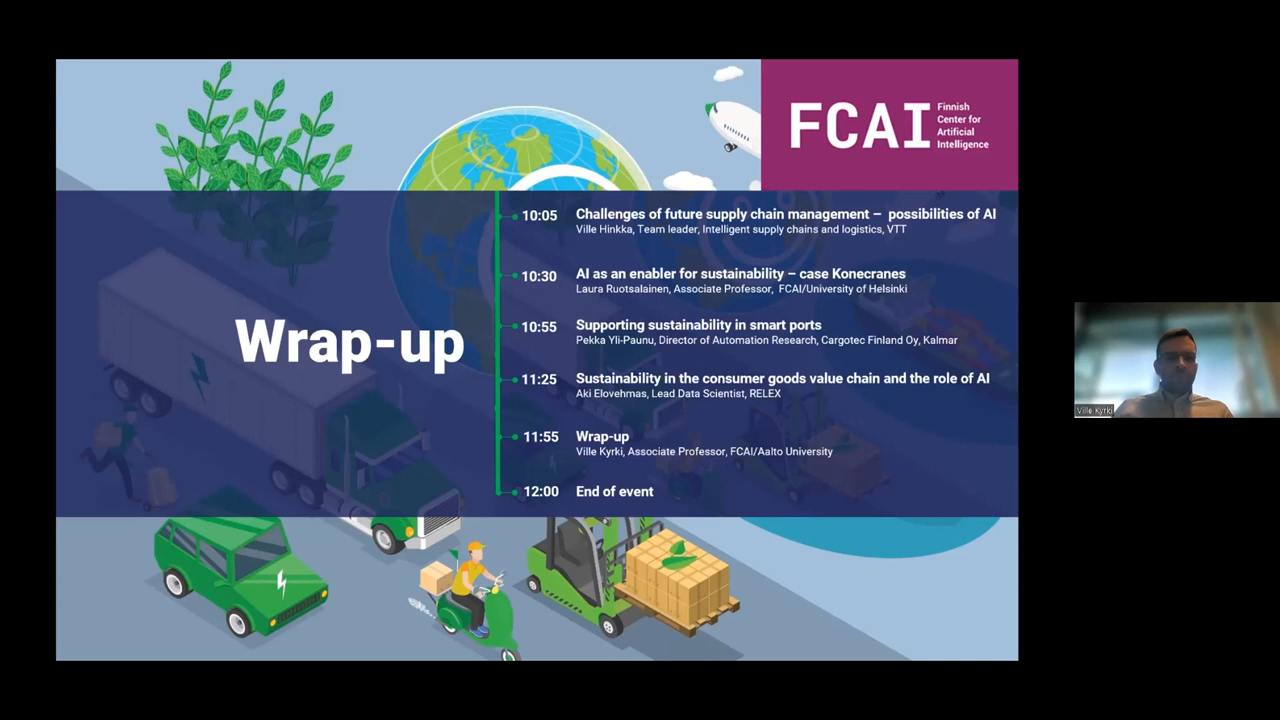 FCAI
Finnish
Center for
Artificial
Intelligence
Wrap-up
10:05
Challenges of future supply chain management – possibilities of AI
Ville Hinkka, Team leader, Intelligent supply chains and logistics, VTT
10:30
AI as an enabler for sustainability – case Konecranes
Laura Ruotsalainen, Associate Professor, FCAI/University of Helsinki
10:55
Supporting sustainability in smart ports
Pekka Yli-Paunu, Director of Automation Research, Cargotec Finland Oy, Kalmar
11:25
Sustainability in the consumer goods value chain and the role of AI
Aki Elovehmas, Lead Data Scientist, RELEX
11:55
Wrap-up
Ville Kyrki, Associate Professor, FCAI/Aalto University
12:00
End of event
Ville Kyrki